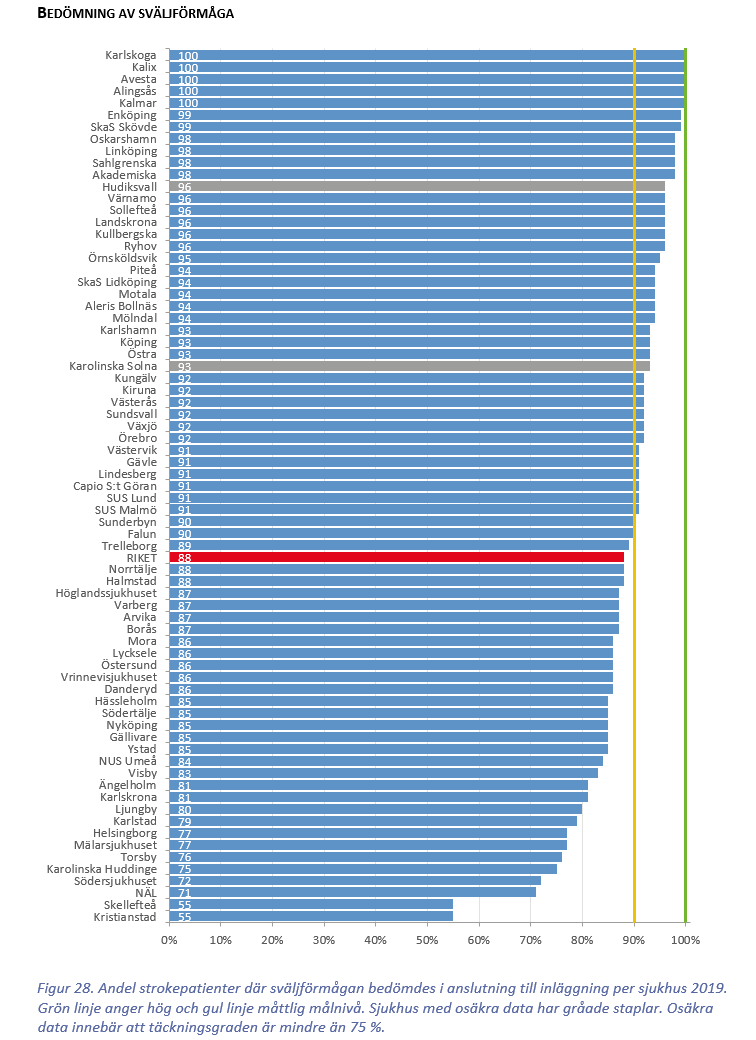 BEDÖMNING AV SVÄLJFÖRMÅGA
Karlskoga 100
Kalix 100
Avesta 100
Alingsås 100
Kalmar 100
Enköping 99
SkaS Skövde 99
Oskarshamn 98
Linköping 98
Sahlgrenska 98
Akademiska 98
Hudiksvall 96
Värnamo 96
Sollefteå 96
Landskrona 96
Kullbergska 96
Ryhov 96
Örnsköldsvik 95
Piteå 94
SkaS Lidköping 94
Motala 94
Aleris Bollnäs 94
Mölndal 94
Karlshamn 93
Köping 93
Östra 93
Karolinska Solna 93
Kungälv 92
Kiruna 92
Västerås 92
Sundsvall 92
Växjö 92
Örebro 92
Västervik 91
Gävle 91
Lindesberg 91
Capio S:t Göran 91
SUS Lund 91
SUS Malmö 91
Sunderbyn 90
Falun 90
Trelleborg 89
RIKET 88
Norrtälje 88
Halmstad 88
Höglandssjukhuset 87
Varberg 87
Arvika 87
Borås 87
Mora 86
Lycksele 86
Östersund 86
Vrinnevisjukhuset 86
Danderyd 86
Hässleholm 85
Södertälje 85
Nyköping 85
Gällivare 85
Ystad 85
NUS Umeå 84
Visby 83
Ängelholm 81
Karlskrona 81
Ljungby 80
Karlstad 79
Helsingborg 77
Mälarsjukhuset 77
Torsby 76
Karolinska Huddinge 75
Södersjukhuset 72
NÄL 71
Skellefteå 55
Kristianstad 55
0% 10% 20% 30% 40% 50% 60% 70% 80% 90% 100%
Figur 28. Andel strokepatienter där sväljförmågan bedömdes i anslutning till inläggning per sjukhus 2019.
Grön linje anger hög och gul linje måttlig målnivå. Sjukhus med osäkra data har gråade staplar. Osäkra
data innebär att täckningsgraden är mindre än 75 %.